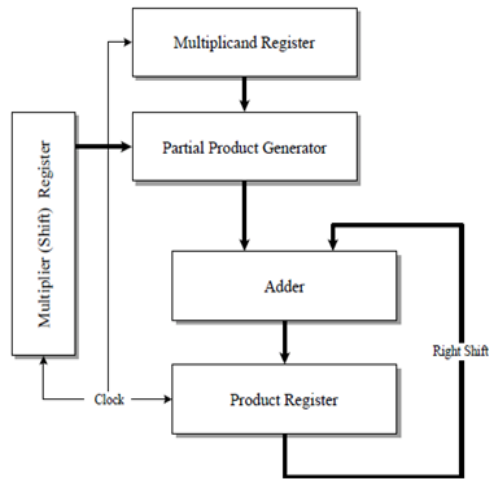 Multiplicand Register
Partial Product Generator
Multiplier (Shift) Register
Adder
Right Shift
Clock
Product Register